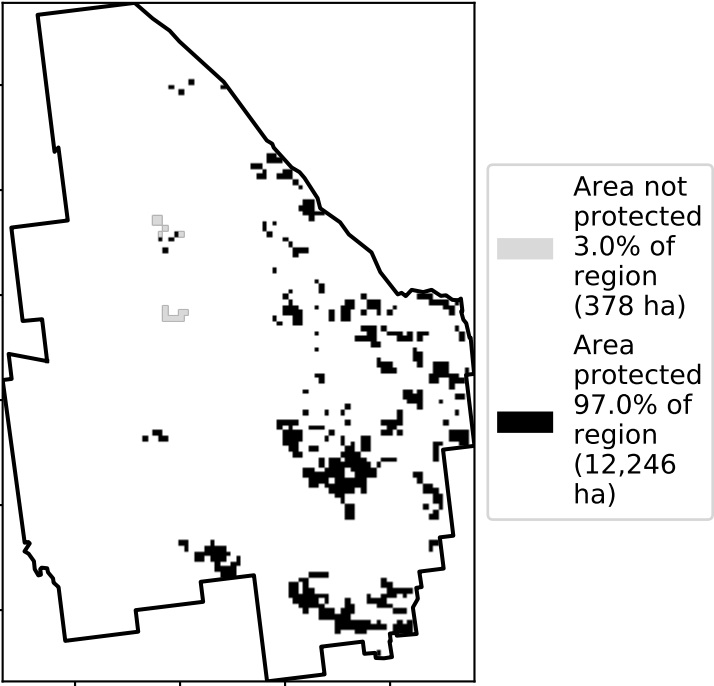 Area not
protected
3.0% of
region
(378 ha)
Area
protected
97.0% of
region
(12,246
ha)